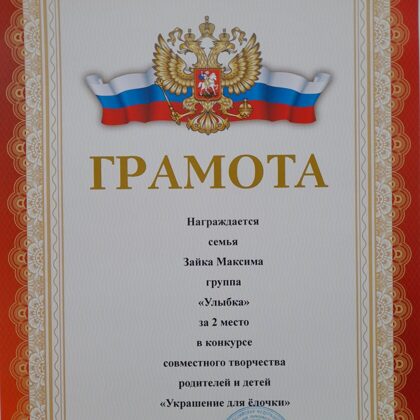 ГРАМОТА
Награждается
семья
Зайка Максима
группа
«Улыбка»
за 2 место
в конкурсе
совместного творчества
родителей и детей
«Украшение для ёлочки»